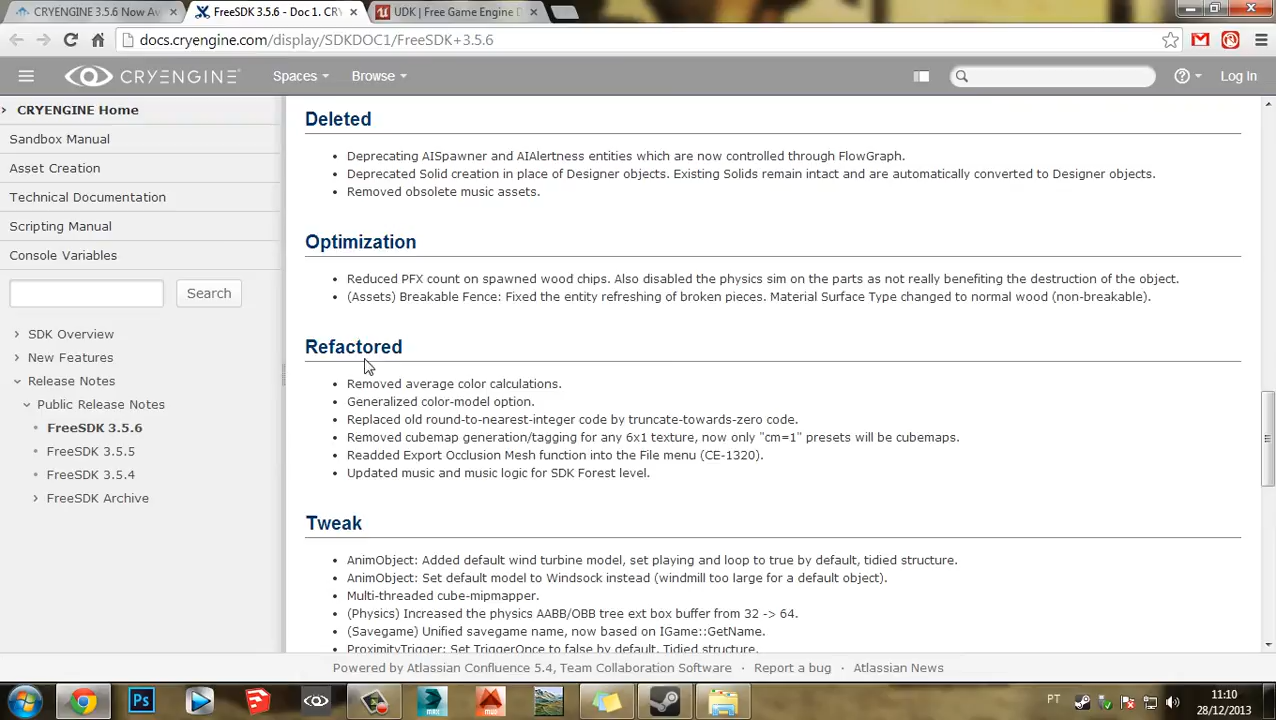 CRYENGINE 3.5.6 Now Av
FreeSDK 3.5.6 - Doc 1. CRY
UDK | Free Game Engine D
docs.cryengine.com/display/SDKDOC1/FreeSDK+3.5.6
CRYENGINE
Spaces
Browse
Log In
CRYENGINE Home
Sandbox Manual
Asset Creation
Technical Documentation
Scripting Manual
Console Variables
Search
SDK Overview
New Features
Release Notes
Public Release Notes
FreeSDK 3.5.6
FreeSDK 3.5.5
FreeSDK 3.5.4
FreeSDK Archive
Deleted
Deprecating AISpawner and AIAlertness entities which are now controlled through FlowGraph.
Deprecated Solid creation in place of Designer objects. Existing Solids remain intact and are automatically converted to Designer objects.
Removed obsolete music assets.
Optimization
Reduced PFX count on spawned wood chips. Also disabled the physics sim on the parts as not really benefiting the destruction of the object.
(Assets) Breakable Fence: Fixed the entity refreshing of broken pieces. Material Surface Type changed to normal wood (non-breakable).
Refactored
Removed average color calculations.
Generalized color-model option.
Replaced old round-to-nearest-integer code by truncate-towards-zero code.
Removed cubemap generation/tagging for any 6x1 texture, now only "cm=1" presets will be cubemaps.
Readded Export Occlusion Mesh function into the File menu (CE-1320).
Updated music and music logic for SDK Forest level.
Tweak
AnimObject: Added default wind turbine model, set playing and loop to true by default, tidied structure.
AnimObject: Set default model to Windsock instead (windmill too large for a default object).
Multi-threaded cube-mipmapper.
(Physics) Increased the physics AABB/OBB tree ext box buffer from 32 -> 64.
(Savegame) Unified savegame name, now based on IGame::GetName.
ProximityTrigger: Set TriggerOnce to false by default. Tidied structure.
Powered by Atlassian Confluence 5.4, Team Collaboration Software · Report a bug · Atlassian News
Ps
PT
11:10
28/12/2013